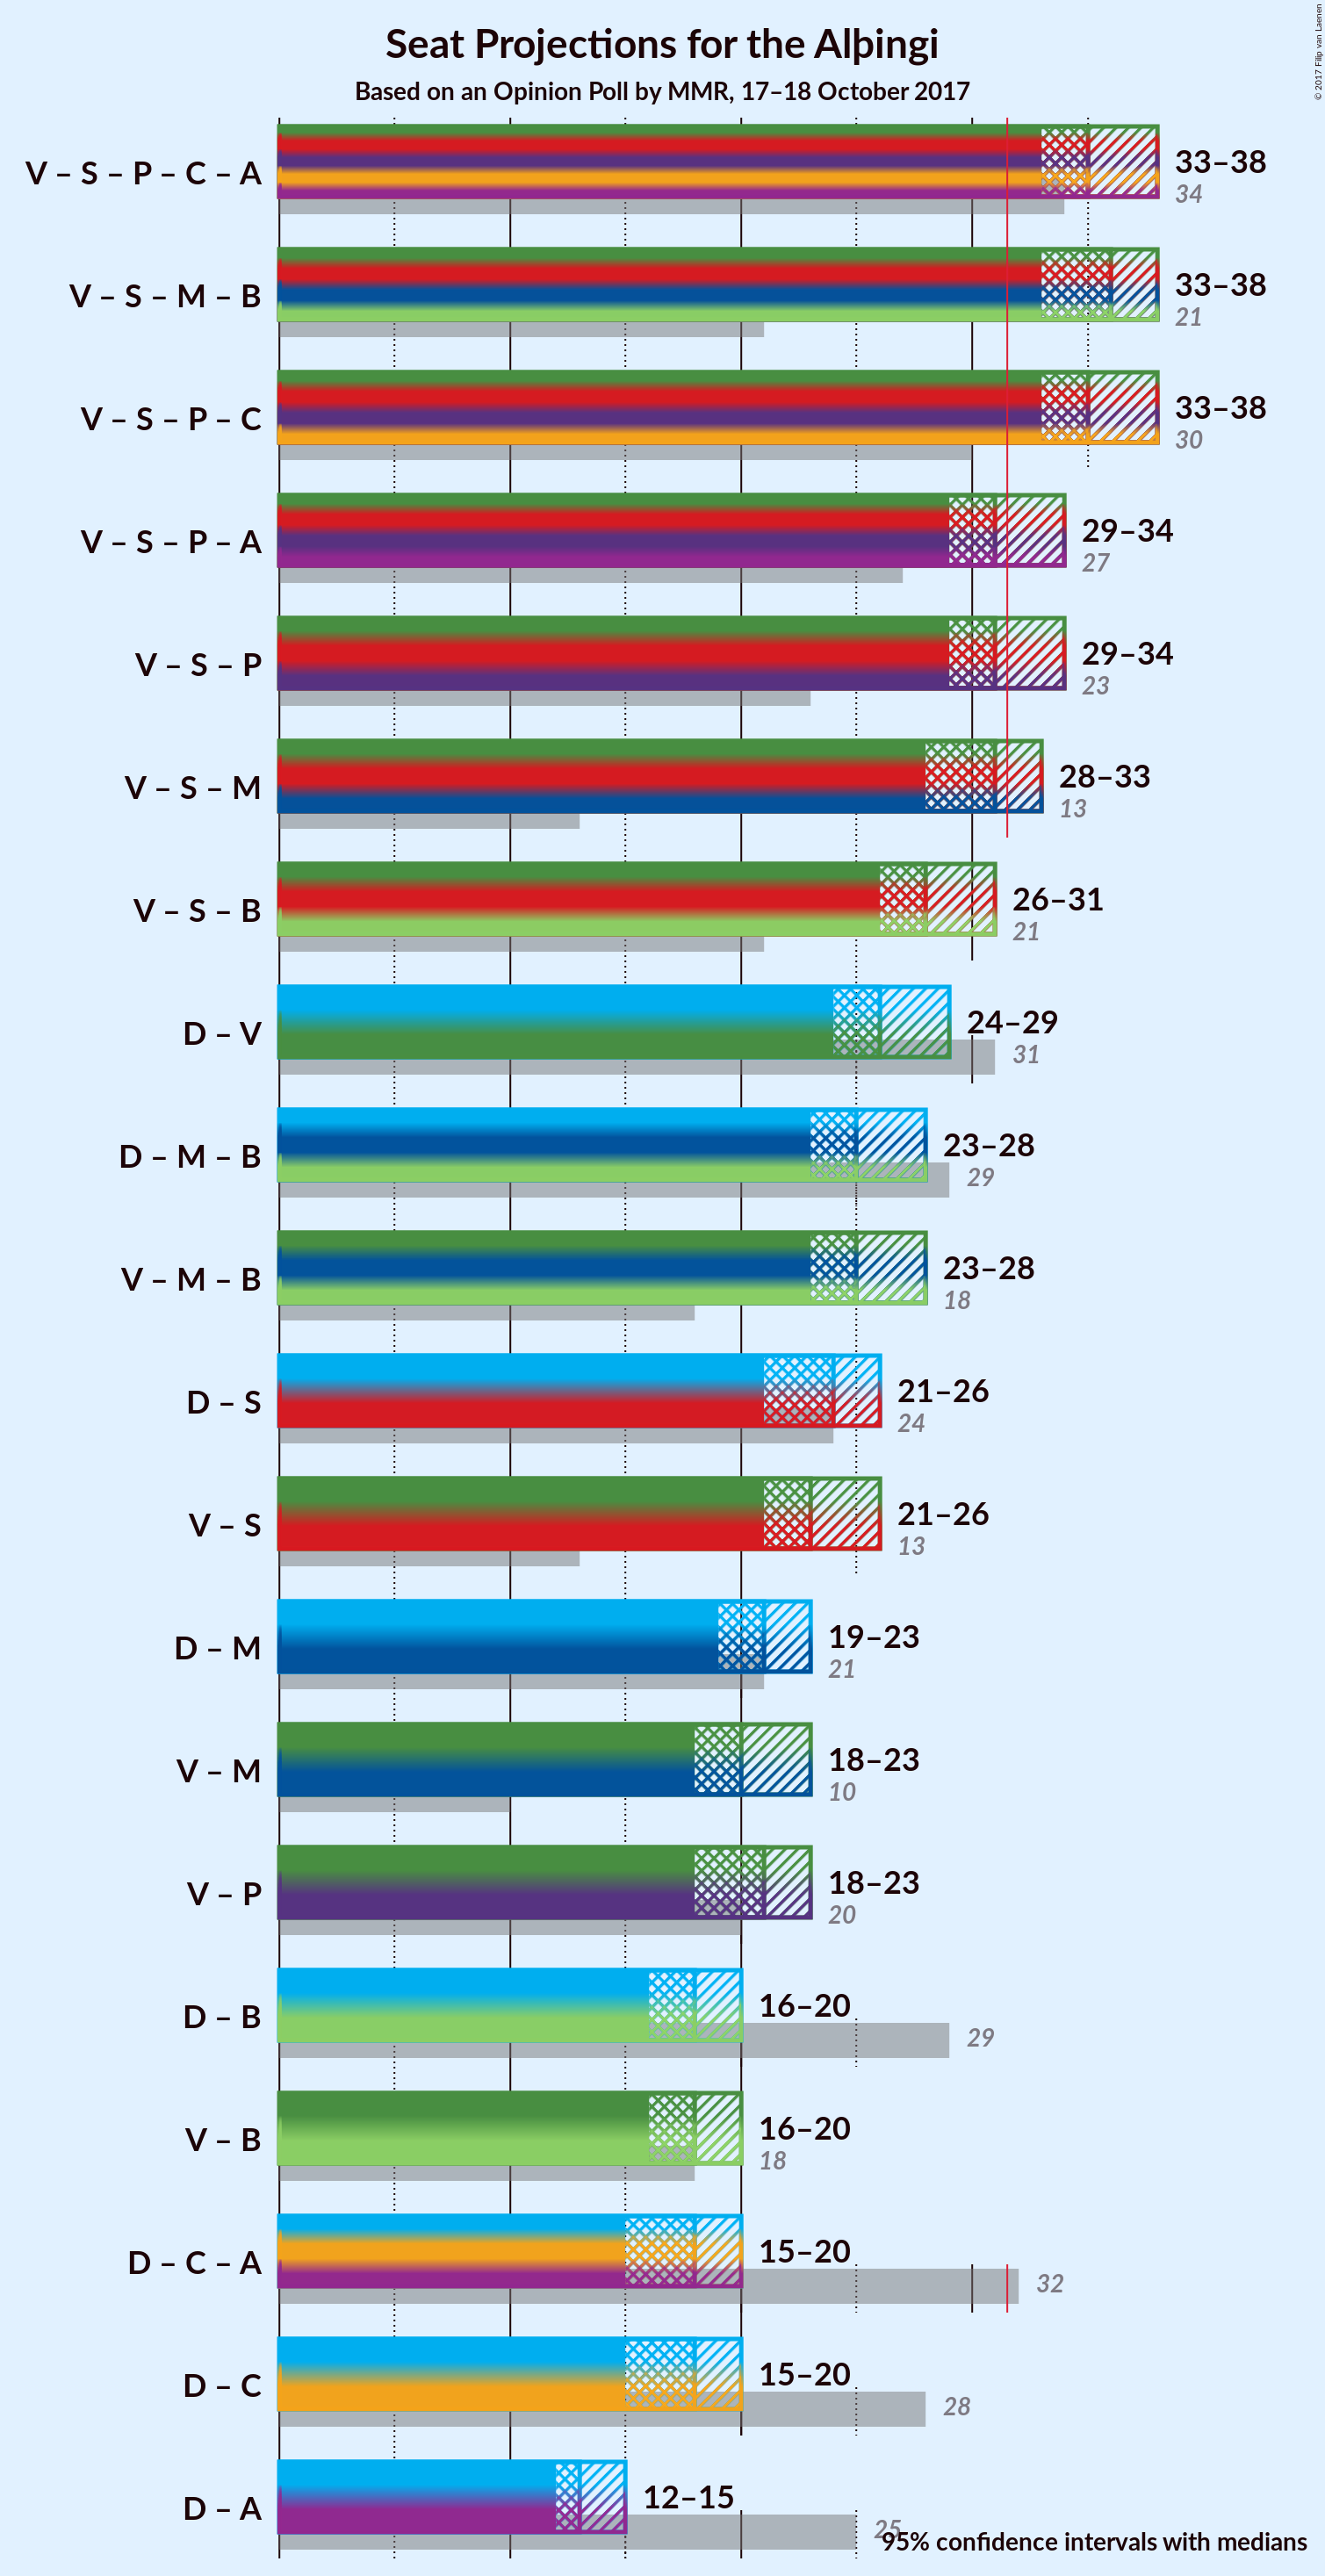 © 2017 Filip van Laenen
Seat Projections for the Alþingi
Based on an Opinion Poll by MMR, 17–18 October 2017
V – S – P – C – A
33–38
34
V – S – M – B
33–38
21
V – S – P – C
33–38
30
V – S – P – A
29–34
27
V – S – P
29–34
23
V – S – M
28–33
13
V – S – B
26–31
21
D – V
24–29
31
D – M – B
23–28
29
V – M – B
23–28
18
D – S
21–26
24
V – S
21–26
13
D – M
19–23
21
V – M
18–23
10
V – P
18–23
20
D – B
16–20
29
V – B
16–20
18
D – C – A
15–20
32
D – C
15–20
28
D – A
12–15
25
95% confidence intervals with medians